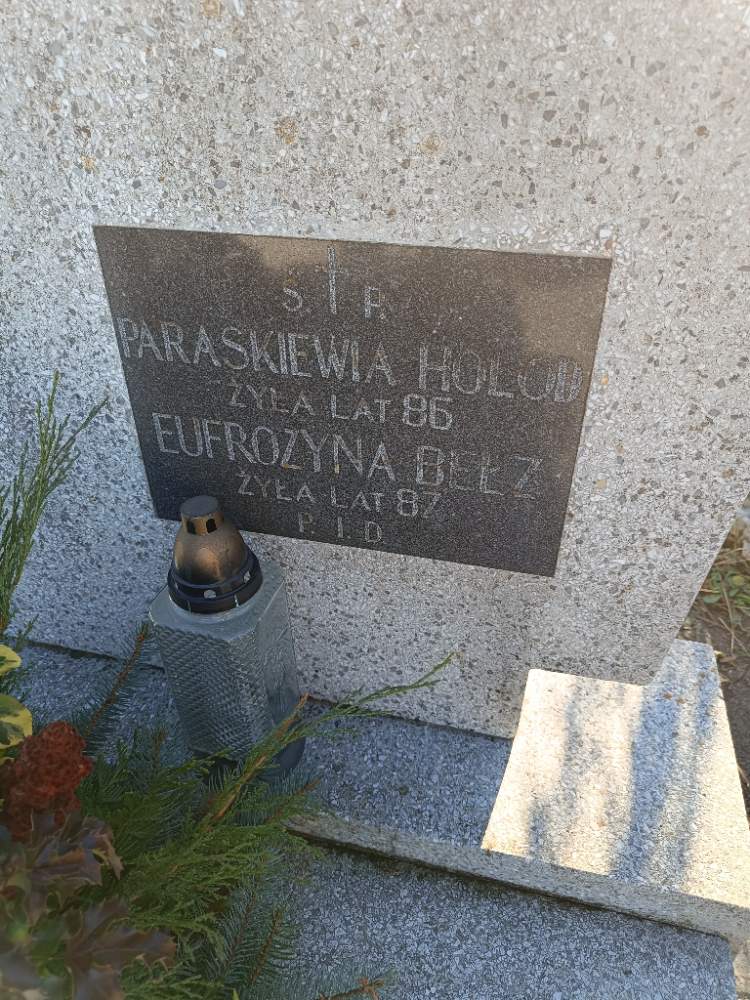 Ś. P.
PARASKIEWIA HOŁOD
ŻYŁA LAT 86
EUFROZYNA BEŁZ
ŻYŁA LAT 87
P. I. D.